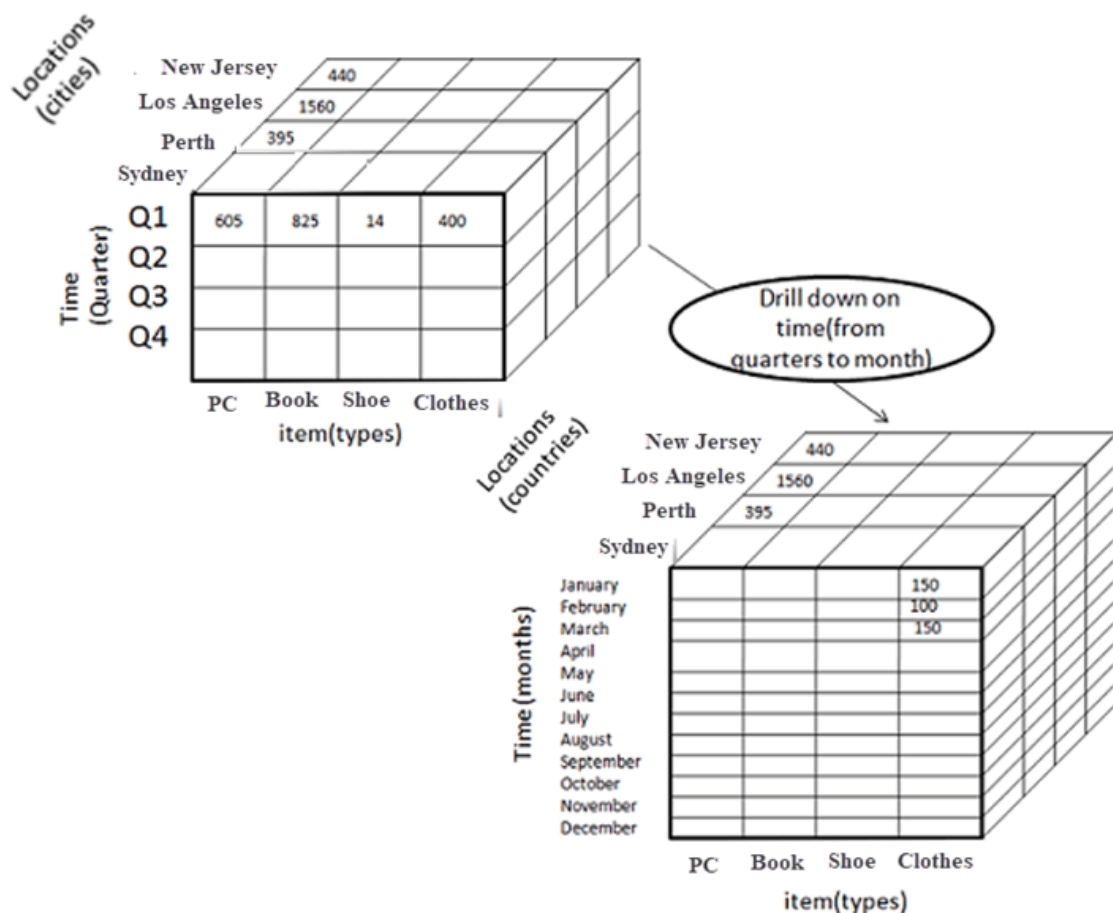 Locations
(cities)
New Jersey
440
Los Angeles
1560
Perth
395
Sydney
Time
(Quarter)
Q1
605 825 14 400
Q2
Q3
Q4
PC Book Shoe Clothes
item(types)
Drill down on
time(from
quarters to month)
Locations
(countries)
New Jersey
440
Los Angeles
1560
Perth
395
Sydney
Time (months)
January 150
February 100
March 150
April
May
June
July
August
September
October
November
December
PC Book Shoe Clothes
item(types)